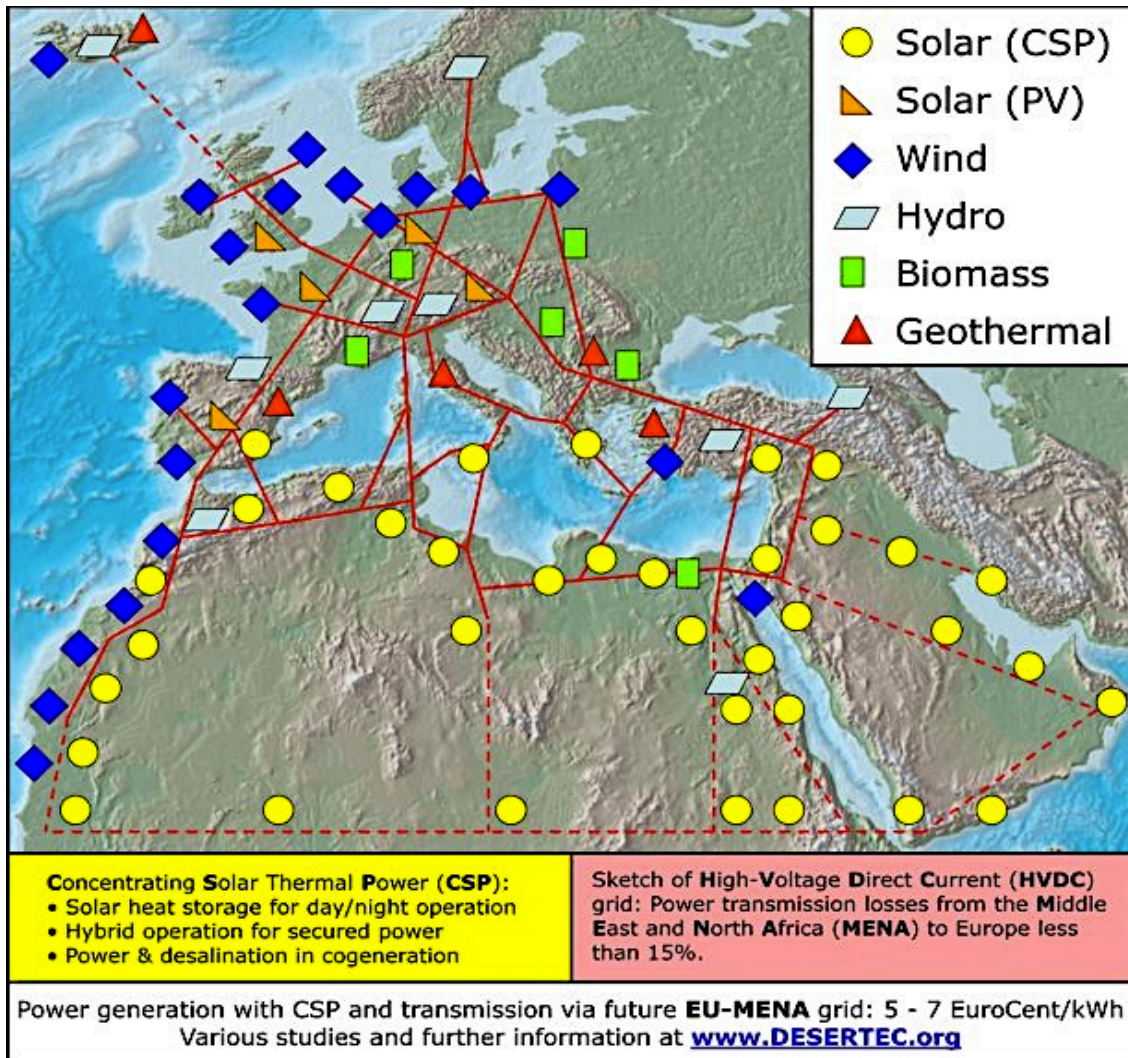 Solar (CSP)
Solar (PV)
Wind
Hydro
Biomass
Geothermal
Concentrating Solar Thermal Power (CSP):
• Solar heat storage for day/night operation
• Hybrid operation for secured power
• Power & desalination in cogeneration
Sketch of High-Voltage Direct Current (HVDC)
grid: Power transmission losses from the Middle
East and North Africa (MENA) to Europe less
than 15%.
Power generation with CSP and transmission via future EU-MENA grid: 5 - 7 EuroCent/kWh
Various studies and further information at www.DESERTEC.org